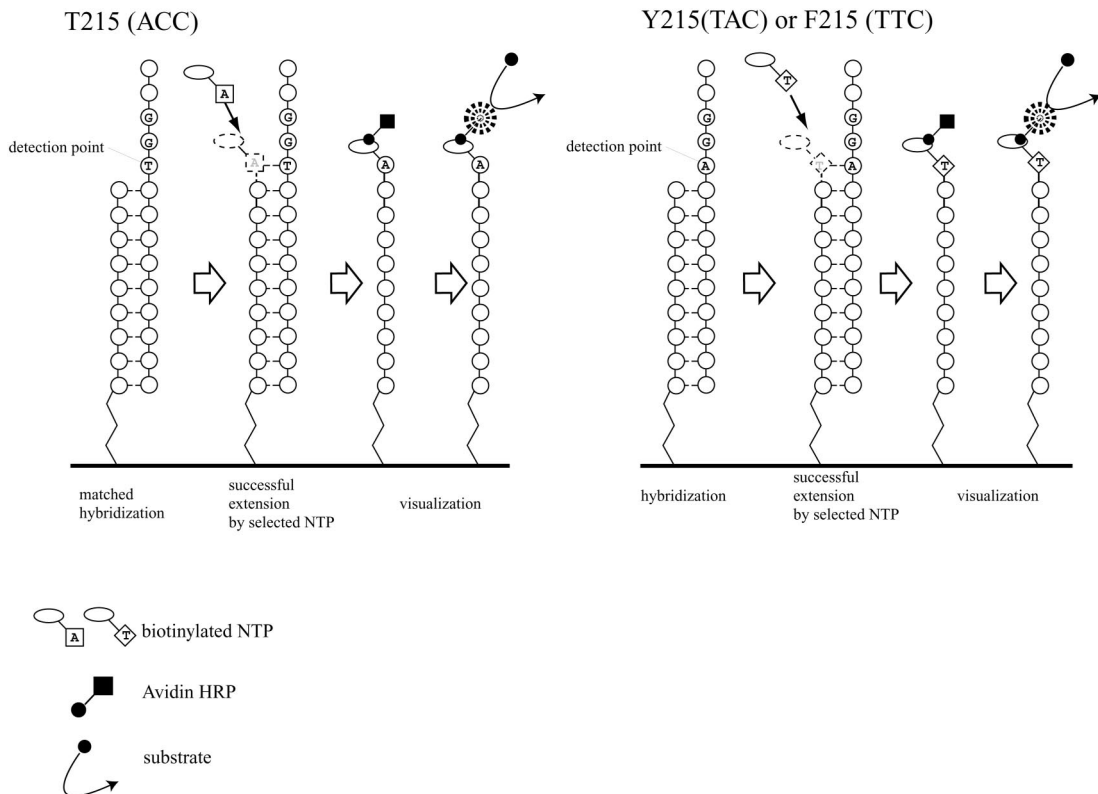 T215 (ACC)
Y215(TAC) or F215 (TTC)
A
G
G
detection point
T
A
G
G
T
A
A
T
G
G
detection point
A
T
G
G
A
T
T
matched
hybridization
successful
extension
by selected NTP
visualization
hybridization
successful
extension
by selected NTP
visualization
A
T
biotinylated NTP
Avidin HRP
substrate